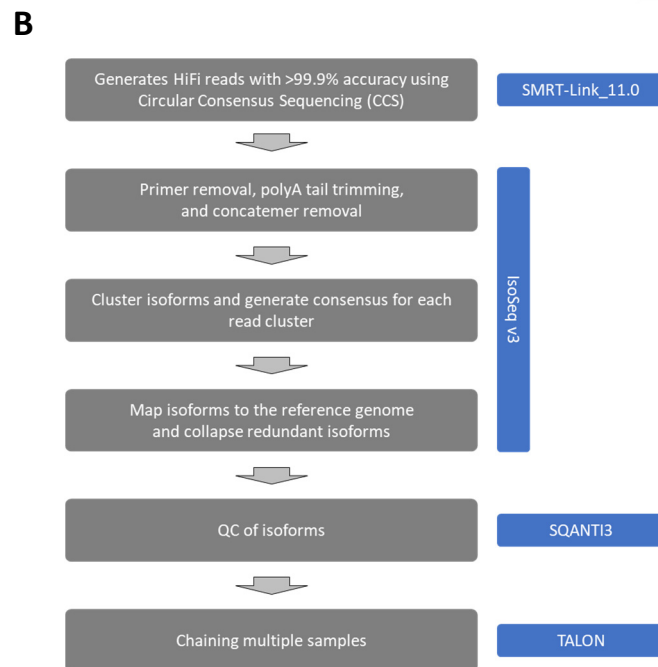 B
Generates HiFi reads with >99.9% accuracy using
Circular Consensus Sequencing (CCS)
SMRT-Link_11.0
Primer removal, polyA tail trimming,
and concatemer removal
IsoSeq v3
Cluster isoforms and generate consensus for each
read cluster
Map isoforms to the reference genome
and collapse redundant isoforms
QC of isoforms
SQANTI3
Chaining multiple samples
TALON